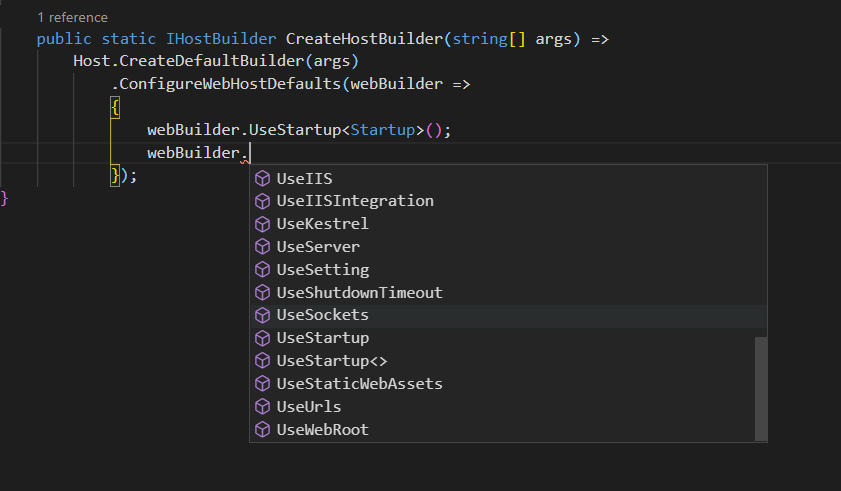 1 reference
public static IHostBuilder CreateHostBuilder(string[] args) =>
Host.CreateDefaultBuilder(args)
.ConfigureWebHostDefaults(webBuilder =>
{
webBuilder.UseStartup<Startup>();
webBuilder.
});
}
UseIIS
UseIISIntegration
UseKestrel
UseServer
UseSetting
UseShutdownTimeout
UseSockets
UseStartup
UseStartup<>
UseStaticWebAssets
UseUrls
UseWebRoot